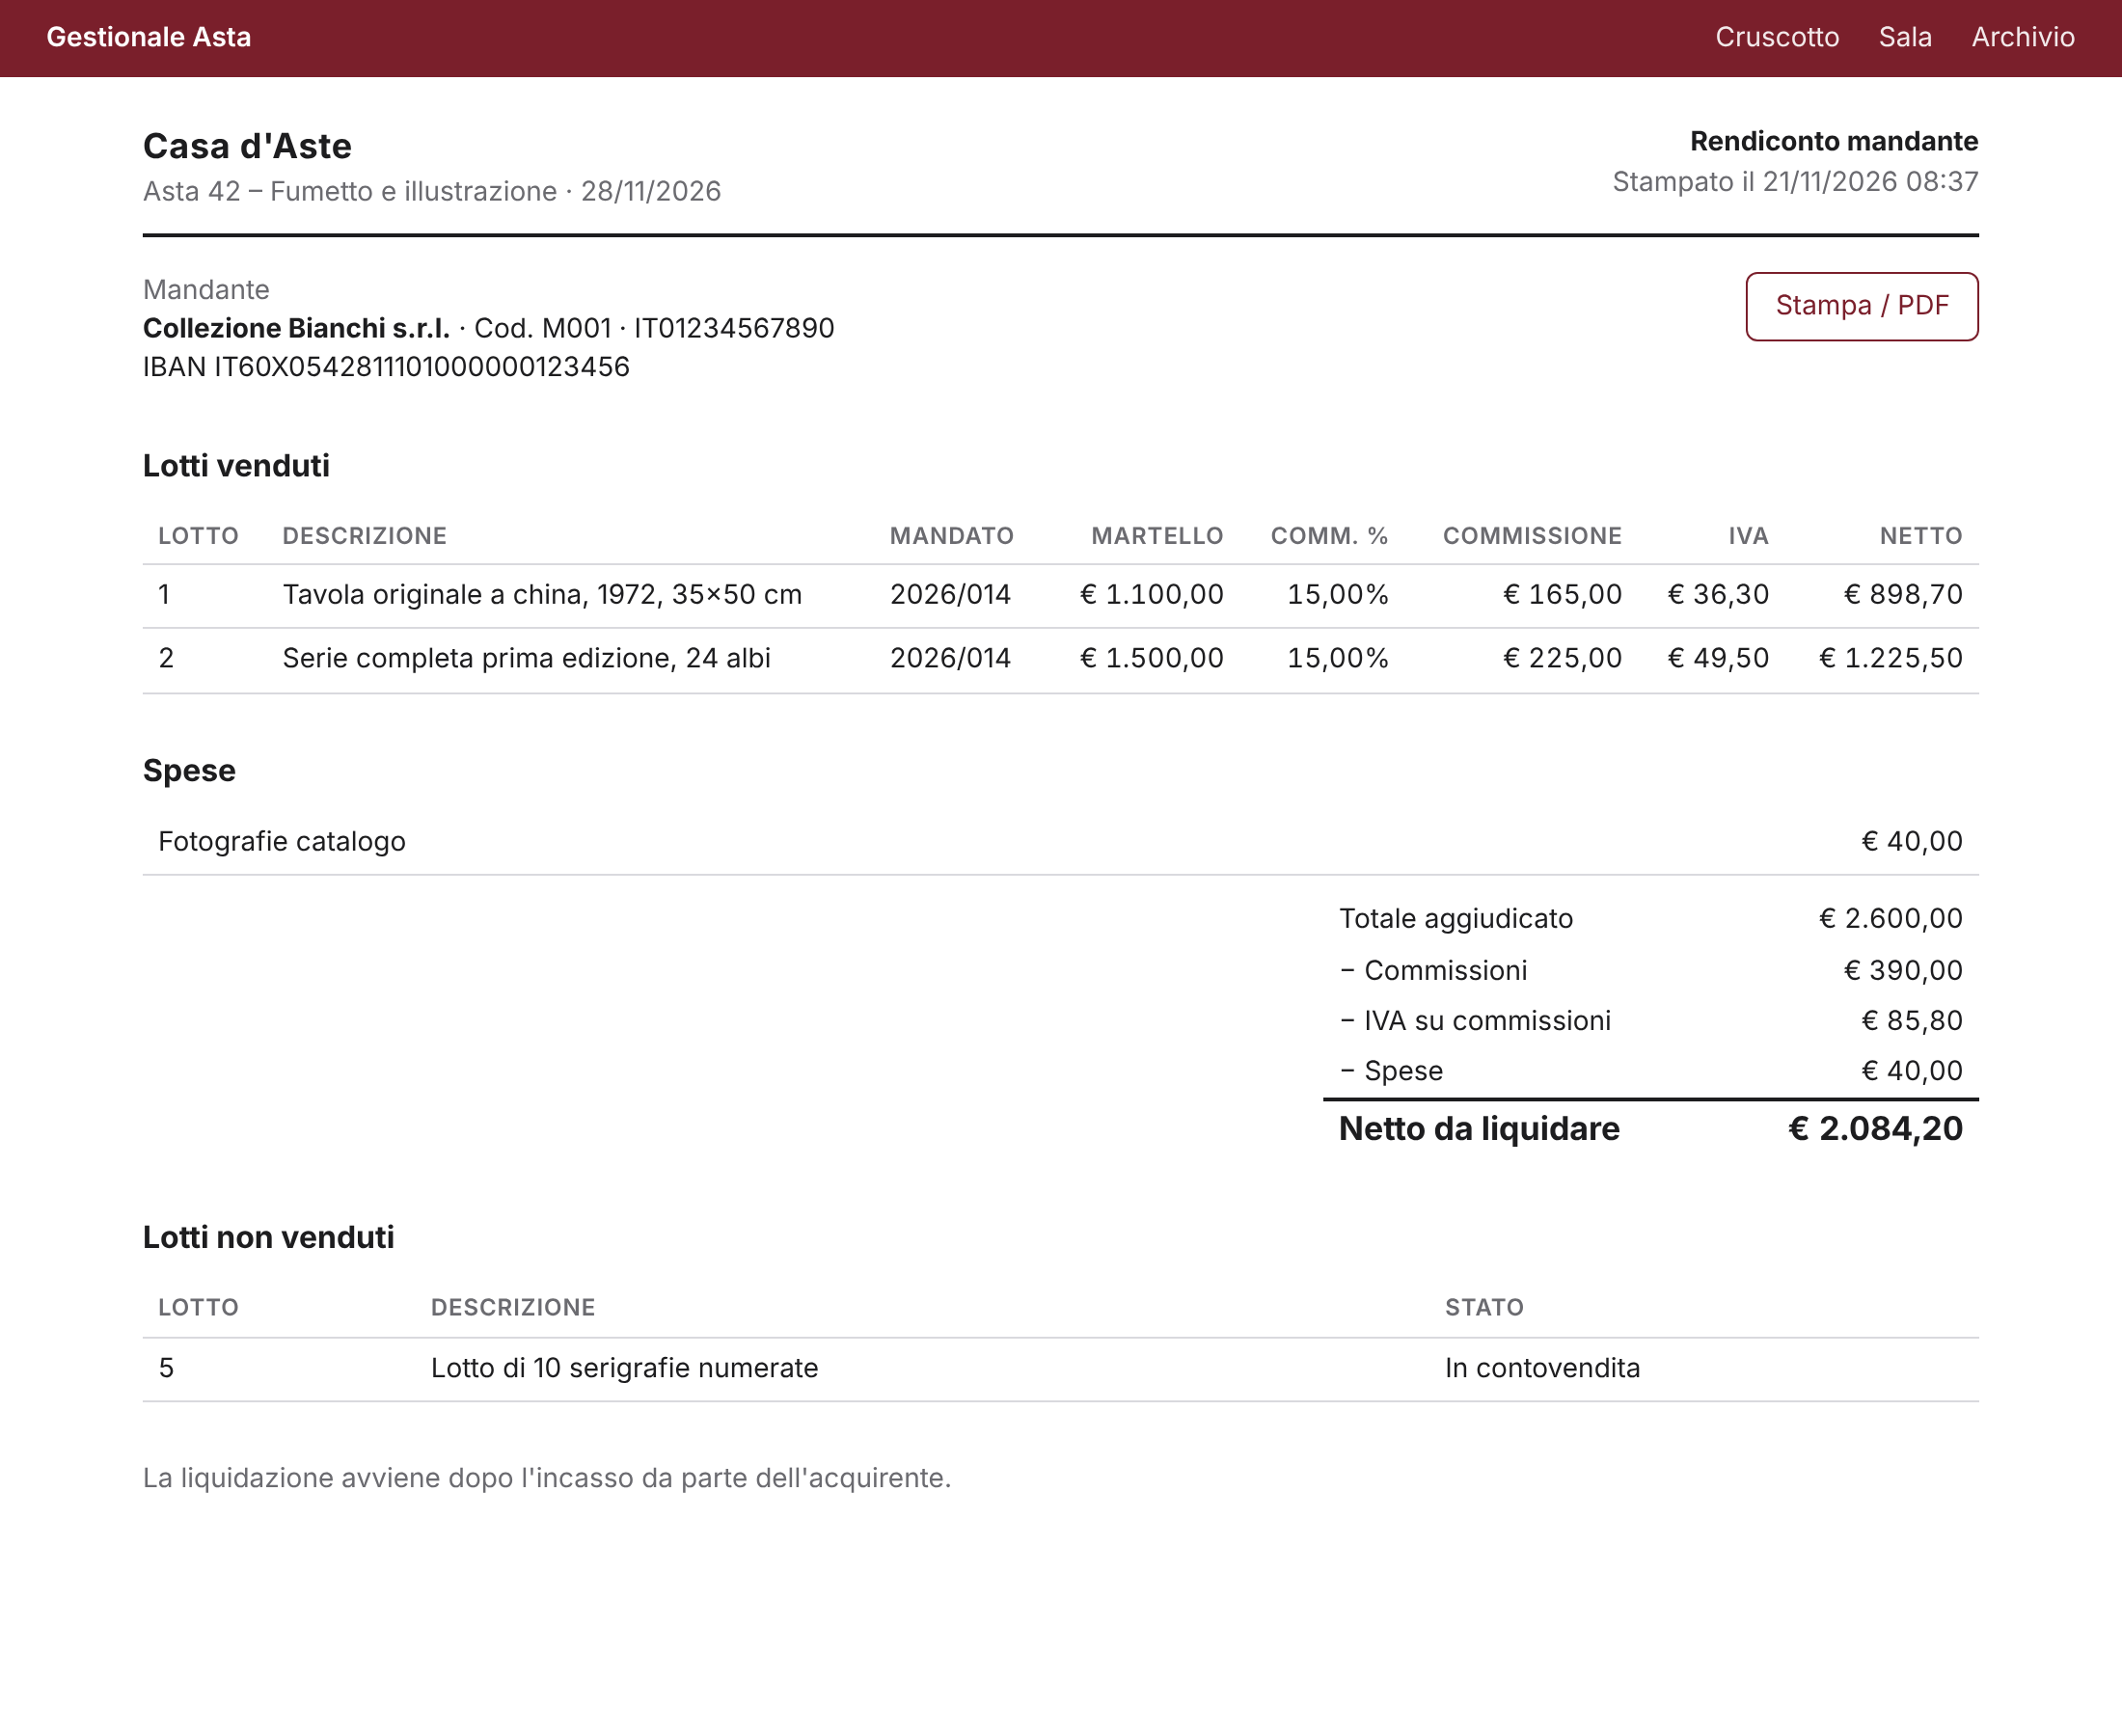 Gestionale Asta
Cruscotto Sala Archivio
Casa d'Aste
Asta 42 – Fumetto e illustrazione · 28/11/2026
Rendiconto mandante
Stampato il 21/11/2026 08:37
Mandante
Collezione Bianchi s.r.l. · Cod. M001 · IT01234567890
IBAN IT60X0542811101000000123456
Stampa / PDF
Lotti venduti
LOTTO DESCRIZIONE MANDATO MARTELLO COMM. % COMMISSIONE IVA NETTO
1 Tavola originale a china, 1972, 35×50 cm 2026/014 € 1.100,00 15,00% € 165,00 € 36,30 € 898,70
2 Serie completa prima edizione, 24 albi 2026/014 € 1.500,00 15,00% € 225,00 € 49,50 € 1.225,50
Spese
Fotografie catalogo € 40,00
Totale aggiudicato € 2.600,00
− Commissioni € 390,00
− IVA su commissioni € 85,80
− Spese € 40,00
Netto da liquidare € 2.084,20
Lotti non venduti
LOTTO DESCRIZIONE STATO
5 Lotto di 10 serigrafie numerate In contovendita
La liquidazione avviene dopo l'incasso da parte dell'acquirente.